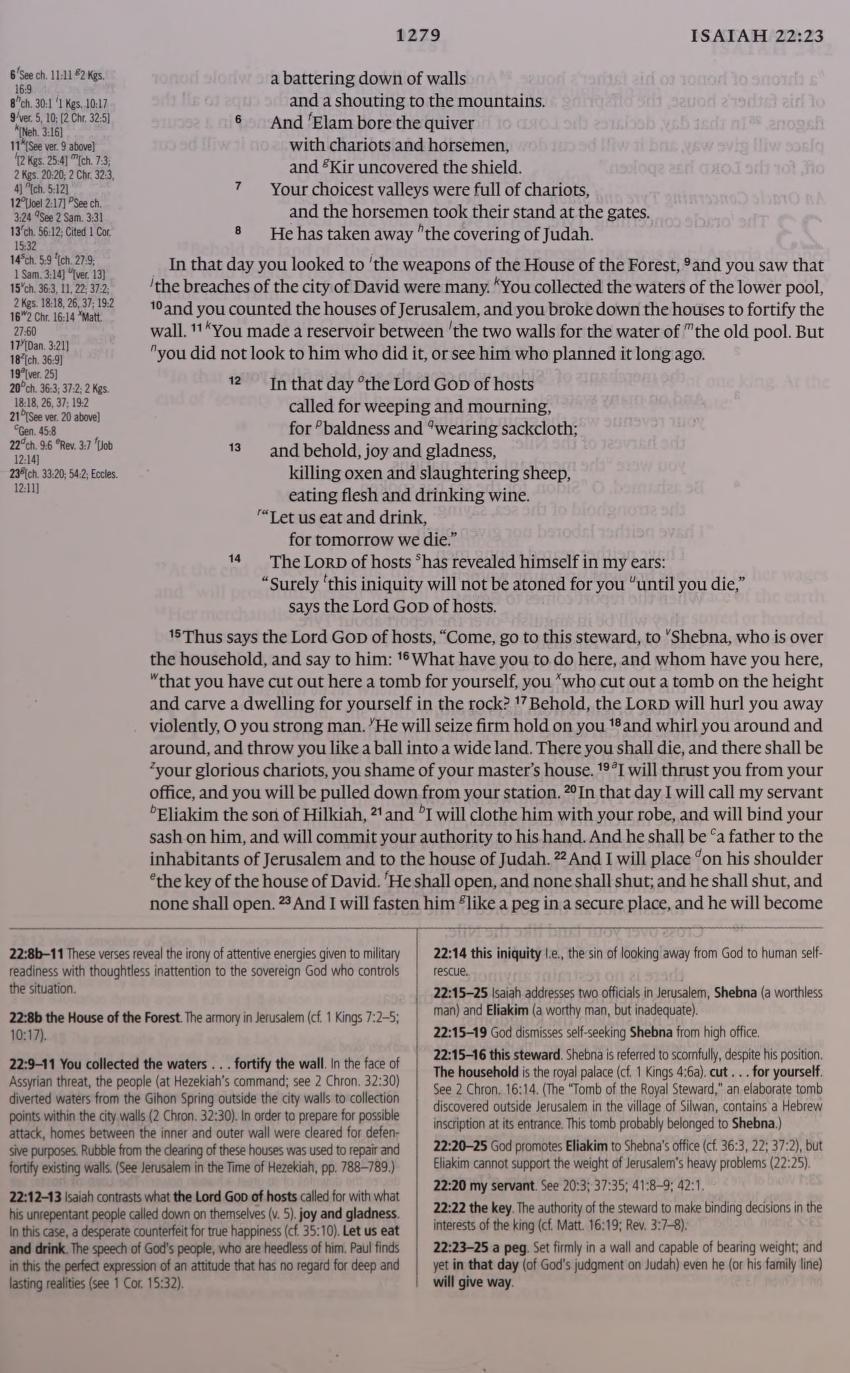 1279
ISAIAH 22:23
6 f See ch. 11:11 g 2 Kgs.
16:9
8 h ch. 30:1 i 1 Kgs. 10:17
9 j ver. 5, 10; [2 Chr. 32:5]
k [Neh. 3:16]
11 k [See ver. 9 above]
l [2 Kgs. 25:4] m [ch. 7:3;
2 Kgs. 20:20; 2 Chr. 32:3,
4] n [ch. 5:12]
12 o [Joel 2:17] p See ch.
3:24 q See 2 Sam. 3:31
13 r ch. 56:12; Cited 1 Cor.
15:32
14 s ch. 5:9 t [ch. 27:9;
1 Sam. 3:14] u [ver. 13]
15 v ch. 36:3, 11, 22; 37:2;
2 Kgs. 18:18, 26, 37; 19:2
16 w 2 Chr. 16:14 x Matt.
27:60
17 y [Dan. 3:21]
18 z [ch. 36:9]
19 a [ver. 25]
20 b ch. 36:3; 37:2; 2 Kgs.
18:18, 26, 37; 19:2
21 b [See ver. 20 above]
c Gen. 45:8
22 d ch. 9:6 e Rev. 3:7 f [Job
12:14]
23 g [ch. 33:20; 54:2; Eccles.
12:11]
a battering down of walls
and a shouting to the mountains.
6 And f Elam bore the quiver
with chariots and horsemen,
and g Kir uncovered the shield.
7 Your choicest valleys were full of chariots,
and the horsemen took their stand at the gates.
8 He has taken away h the covering of Judah.
In that day you looked to i the weapons of the House of the Forest, 9 and you saw that
j the breaches of the city of David were many. k You collected the waters of the lower pool,
10 and you counted the houses of Jerusalem, and you broke down the houses to fortify the
wall. 11 k You made a reservoir between l the two walls for the water of m the old pool. But
n you did not look to him who did it, or see him who planned it long ago.
12 In that day o the Lord GOD of hosts
called for weeping and mourning,
for p baldness and q wearing sackcloth;
13 and behold, joy and gladness,
killing oxen and slaughtering sheep,
eating flesh and drinking wine.
r “Let us eat and drink,
for tomorrow we die.”
14 The LORD of hosts s has revealed himself in my ears:
“Surely t this iniquity will not be atoned for you u until you die,”
says the Lord GOD of hosts.
15 Thus says the Lord GOD of hosts, “Come, go to this steward, to v Shebna, who is over
the household, and say to him: 16 What have you to do here, and whom have you here,
w that you have cut out here a tomb for yourself, you x who cut out a tomb on the height
and carve a dwelling for yourself in the rock? 17 Behold, the LORD will hurl you away
violently, O you strong man. y He will seize firm hold on you 18 and whirl you around and
around, and throw you like a ball into a wide land. There you shall die, and there shall be
z your glorious chariots, you shame of your master’s house. 19 a I will thrust you from your
office, and you will be pulled down from your station. 20 In that day I will call my servant
b Eliakim the son of Hilkiah, 21 and b I will clothe him with your robe, and will bind your
sash on him, and will commit your authority to his hand. And he shall be c a father to the
inhabitants of Jerusalem and to the house of Judah. 22 And I will place d on his shoulder
e the key of the house of David. f He shall open, and none shall shut; and he shall shut, and
none shall open. 23 And I will fasten him g like a peg in a secure place, and he will become
22:8b–11 These verses reveal the irony of attentive energies given to military
readiness with thoughtless inattention to the sovereign God who controls
the situation.
22:8b the House of the Forest. The armory in Jerusalem (cf. 1 Kings 7:2–5;
10:17).
22:9–11 You collected the waters . . . fortify the wall. In the face of
Assyrian threat, the people (at Hezekiah’s command; see 2 Chron. 32:30)
diverted waters from the Gihon Spring outside the city walls to collection
points within the city walls (2 Chron. 32:30). In order to prepare for possible
attack, homes between the inner and outer wall were cleared for defen-
sive purposes. Rubble from the clearing of these houses was used to repair and
fortify existing walls. (See Jerusalem in the Time of Hezekiah, pp. 788–789.)
22:12–13 Isaiah contrasts what the Lord GOD of hosts called for with what
his unrepentant people called down on themselves (v. 5). joy and gladness.
In this case, a desperate counterfeit for true happiness (cf. 35:10). Let us eat
and drink. The speech of God’s people, who are heedless of him. Paul finds
in this the perfect expression of an attitude that has no regard for deep and
lasting realities (see 1 Cor. 15:32).
22:14 this iniquity I.e., the sin of looking away from God to human self-
rescue.
22:15–25 Isaiah addresses two officials in Jerusalem, Shebna (a worthless
man) and Eliakim (a worthy man, but inadequate).
22:15–19 God dismisses self-seeking Shebna from high office.
22:15–16 this steward. Shebna is referred to scornfully, despite his position.
The household is the royal palace (cf. 1 Kings 4:6a). cut . . . for yourself.
See 2 Chron. 16:14. (The “Tomb of the Royal Steward,” an elaborate tomb
discovered outside Jerusalem in the village of Silwan, contains a Hebrew
inscription at its entrance. This tomb probably belonged to Shebna.)
22:20–25 God promotes Eliakim to Shebna’s office (cf. 36:3, 22; 37:2), but
Eliakim cannot support the weight of Jerusalem’s heavy problems (22:25).
22:20 my servant. See 20:3; 37:35; 41:8–9; 42:1.
22:22 the key. The authority of the steward to make binding decisions in the
interests of the king (cf. Matt. 16:19; Rev. 3:7–8).
22:23–25 a peg. Set firmly in a wall and capable of bearing weight; and
yet in that day (of God’s judgment on Judah) even he (or his family line)
will give way.